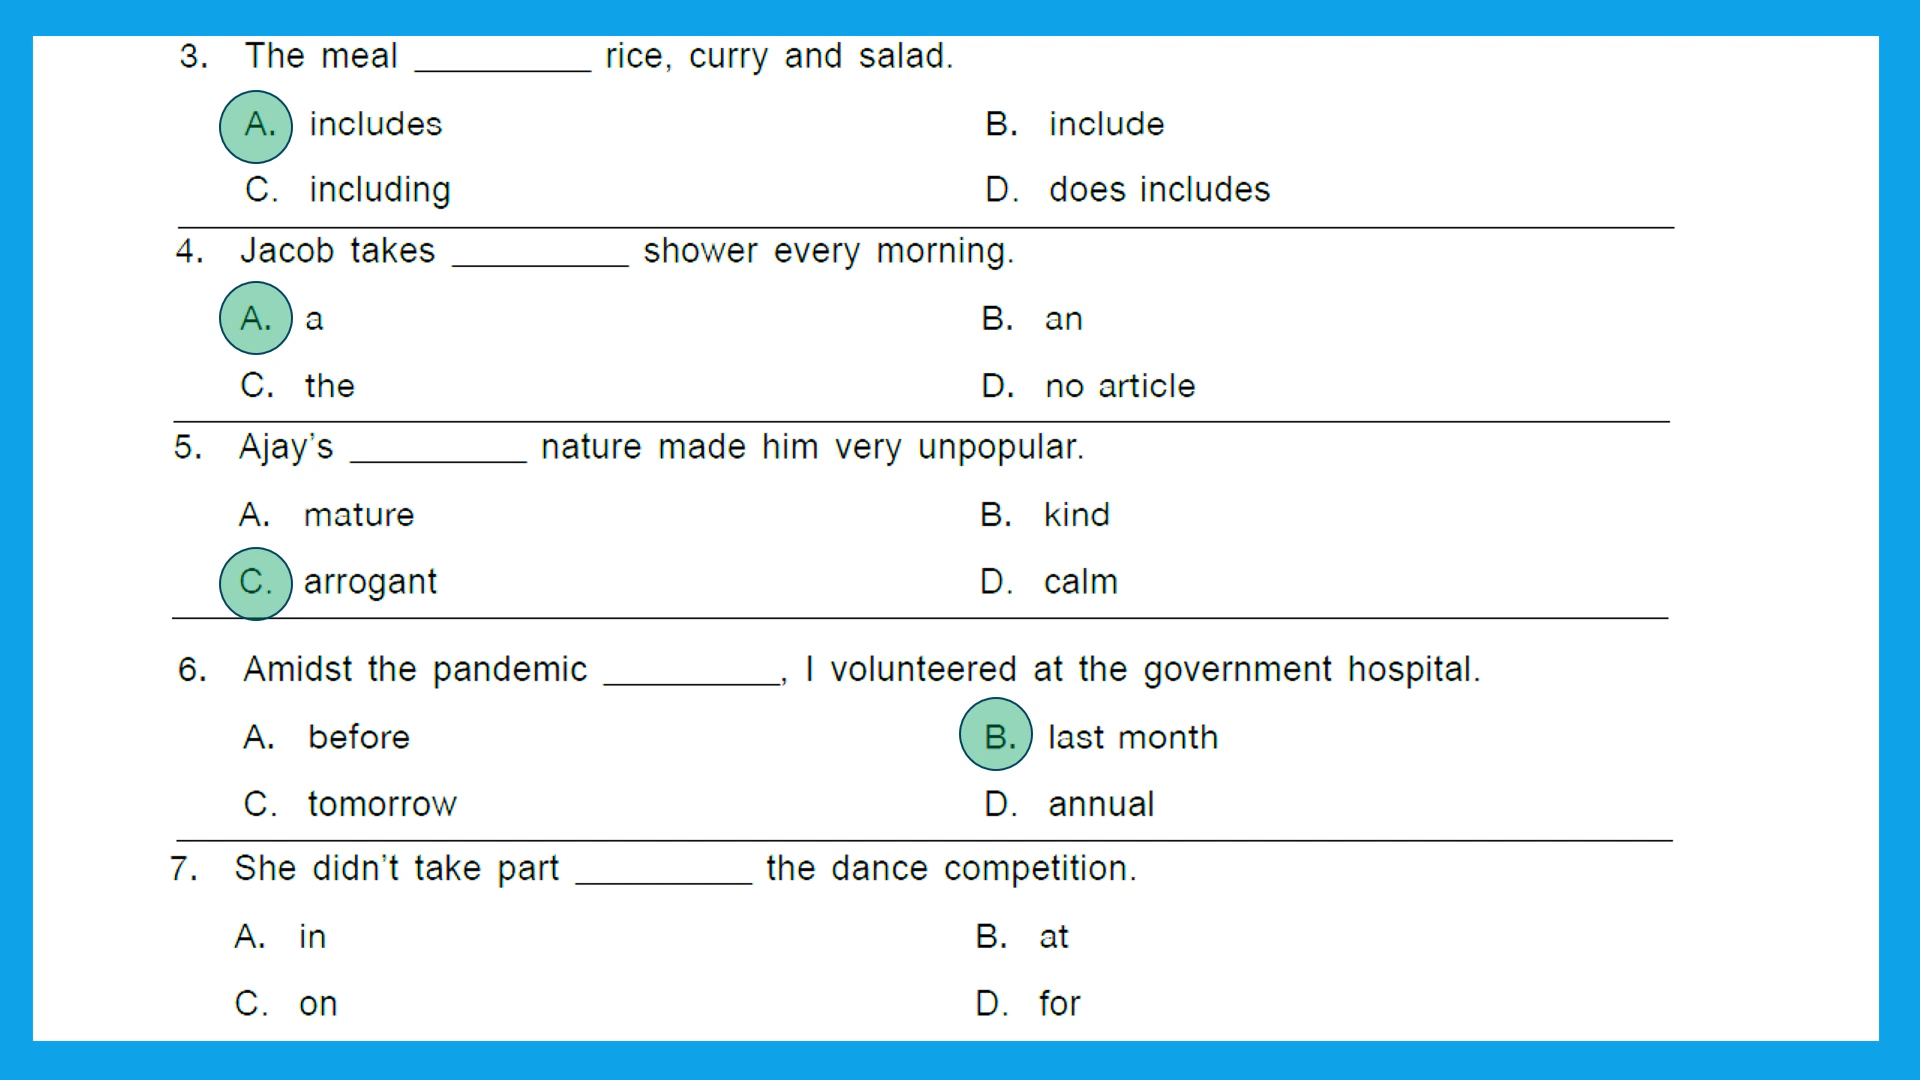 3. The meal __________ rice, curry and salad.
A. includes B. include
C. including D. does includes
4. Jacob takes __________ shower every morning.
A. a B. an
C. the D. no article
5. Ajay's __________ nature made him very unpopular.
A. mature B. kind
C. arrogant D. calm
6. Amidst the pandemic __________, I volunteered at the government hospital.
A. before B. last month
C. tomorrow D. annual
7. She didn't take part __________ the dance competition.
A. in B. at
C. on D. for